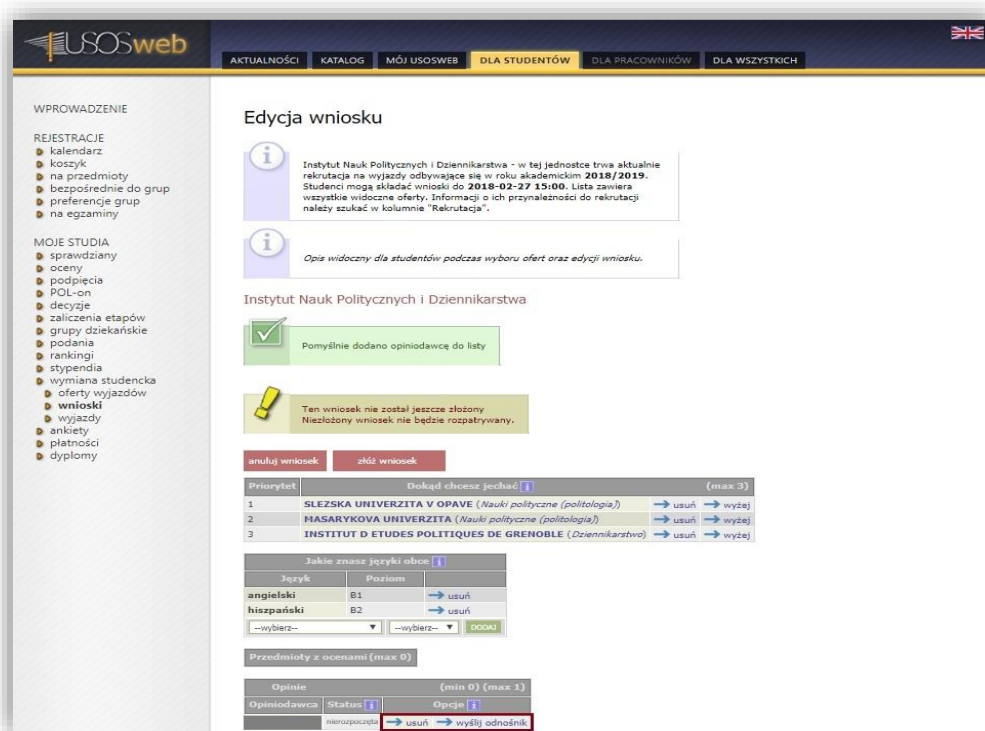 USOSweb
AKTUALNOŚCI KATALOG MÓJ USOSWEB DLA STUDENTÓW DLA PRACOWNIKÓW DLA WSZYSTKICH
WPROWADZENIE
REJESTRACJE
kalendarz
koszyk
na przedmioty
bezpośrednie do grup
preferencje grup
na egzaminy
MOJE STUDIA
sprawdziany
oceny
podpięcia
POL-on
decyzje
zaliczenia etapów
grupy dziekańskie
podania
rankingi
stypendia
wymiana studencka
oferty wyjazdów
wnioski
wyjazdy
ankiety
płatności
dyplomy
Edycja wniosku
Instytut Nauk Politycznych i Dziennikarstwa - w tej jednostce trwa aktualnie
rekrutacja na wyjazdy odbywające się w roku akademickim 2018/2019.
Studenci mogą składać wnioski do 2018-02-27 15:00. Lista zawiera
wszystkie widoczne oferty. Informacji o ich przynależności do rekrutacji
należy szukać w kolumnie "Rekrutacja".
Opis widoczny dla studentów podczas wyboru ofert oraz edycji wniosku.
Instytut Nauk Politycznych i Dziennikarstwa
Pomyślnie dodano opiniodawcę do listy
Ten wniosek nie został jeszcze złożony
Niezłożony wniosek nie będzie rozpatrywany.
anuluj wniosek złóż wniosek
Priorytet Dokąd chcesz jechać i (max 3)
1 SLEZSKA UNIVERZITA V OPAVE (Nauki polityczne (politologia)) usuń wyżej
2 MASARYKOVA UNIVERZITA (Nauki polityczne (politologia)) usuń wyżej
3 INSTITUT D ETUDES POLITIQUES DE GRENOBLE (Dziennikarstwo) usuń wyżej
Jakie znasz języki obce i
Język Poziom
angielski B1 usuń
hiszpański B2 usuń
--wybierz-- --wybierz-- DODAJ
Przedmioty z ocenami (max 0)
Opinie (min 0) (max 1)
Opiniodawca Status i Opcje i
nierozpoczęta usuń wyślij odnośnik